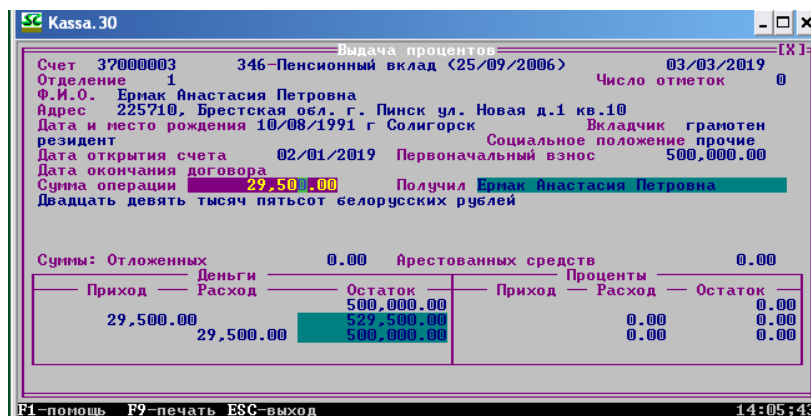 Kassa.30
Выдача процентов [X]
Счет 37000003 346-Пенсионный вклад (25/09/2006) 03/03/2019
Отделение 1 Число отметок 0
Ф.И.О. Ермак Анастасия Петровна
Адрес 225710, Брестская обл. г. Пинск ул. Новая д.1 кв.10
Дата и место рождения 10/08/1991 г Солигорск Вкладчик грамотен
резидент Социальное положение прочие
Дата открытия счета 02/01/2019 Первоначальный взнос 500,000.00
Дата окончания договора
Сумма операции 29,500.00 Получил Ермак Анастасия Петровна
Двадцать девять тысяч пятьсот белорусских рублей
Суммы: Отложенных 0.00 Арестованных средств 0.00
Деньги Проценты
Приход Расход Остаток Приход Расход Остаток
500,000.00 0.00
29,500.00 529,500.00 0.00 0.00
29,500.00 500,000.00 0.00 0.00
F1-помощь F9-печать ESC-выход 14:05:43